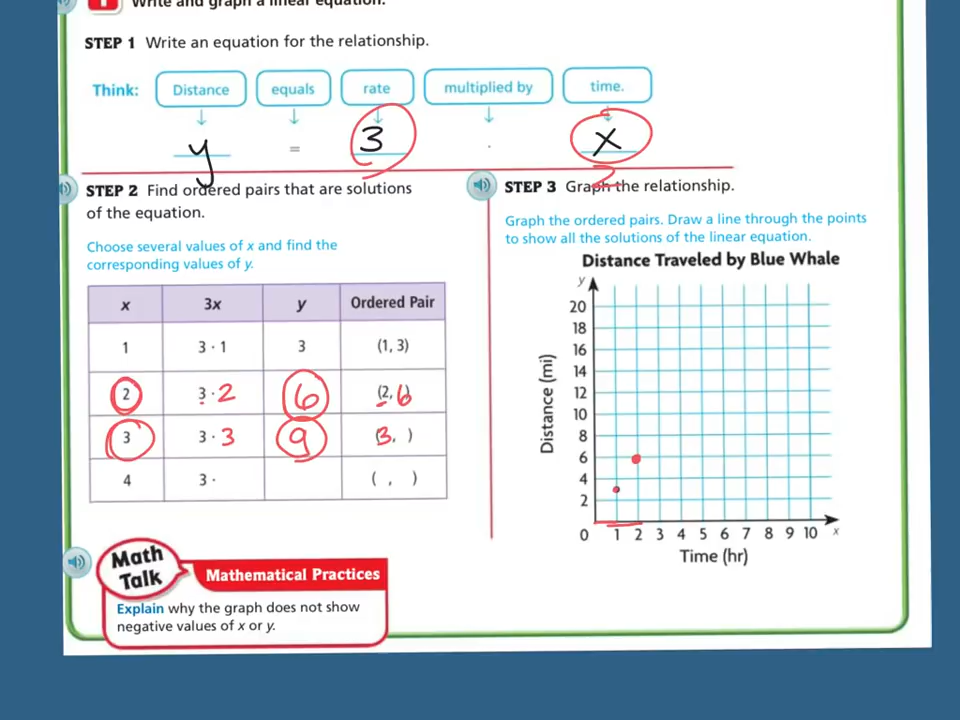 1 Write and graph a linear equation.
STEP 1 Write an equation for the relationship.
Think: Distance equals rate multiplied by time.
y = 3 · x
2
STEP 2 Find ordered pairs that are solutions
of the equation.
Choose several values of x and find the
corresponding values of y.
x 3x y Ordered Pair
1 3 · 1 3 (1, 3)
2 3 · 2 6 (2, 6)
3 3 · 3 9 (3, )
4 3 · ( , )
STEP 3 Graph the relationship.
Graph the ordered pairs. Draw a line through the points
to show all the solutions of the linear equation.
Distance Traveled by Blue Whale
y
20
18
16
14
12
10
8
6
4
2
0 1 2 3 4 5 6 7 8 9 10 x
Distance (mi)
Time (hr)
Math
Talk
Mathematical Practices
Explain why the graph does not show
negative values of x or y.